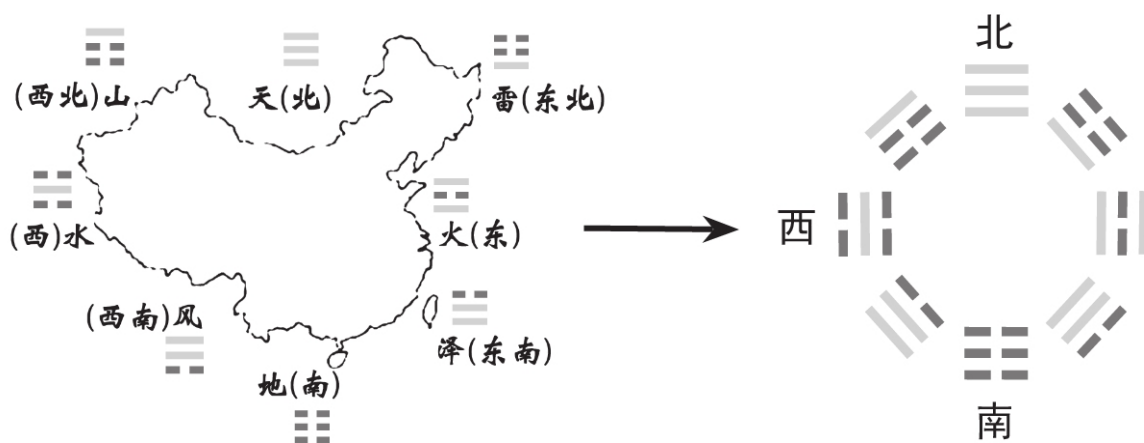 (西北)山
天(北)
雷(东北)
(西)水
火(东)
(西南)风
泽(东南)
地(南)
北
西
南